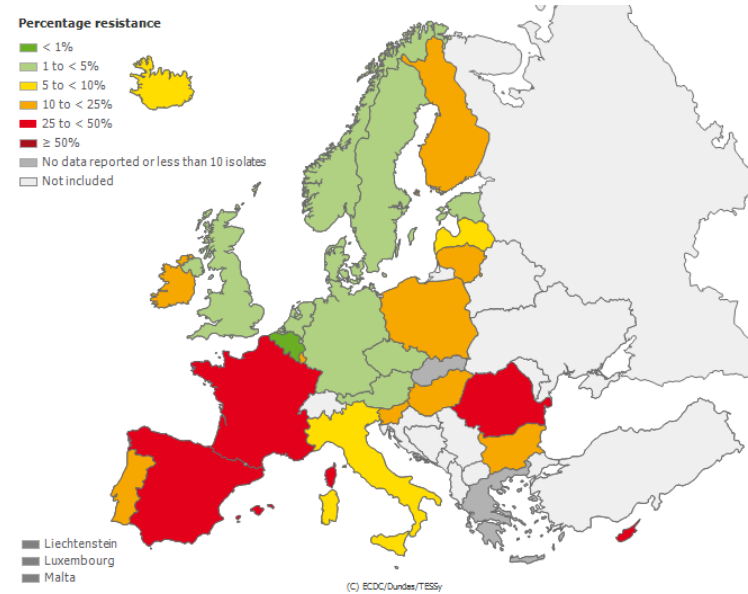 Percentage resistance
< 1%
1 to < 5%
5 to < 10%
10 to < 25%
25 to < 50%
≥ 50%
No data reported or less than 10 isolates
Not included
Liechtenstein
Luxembourg
Malta
(C) ECDC/Dundas/TESSy